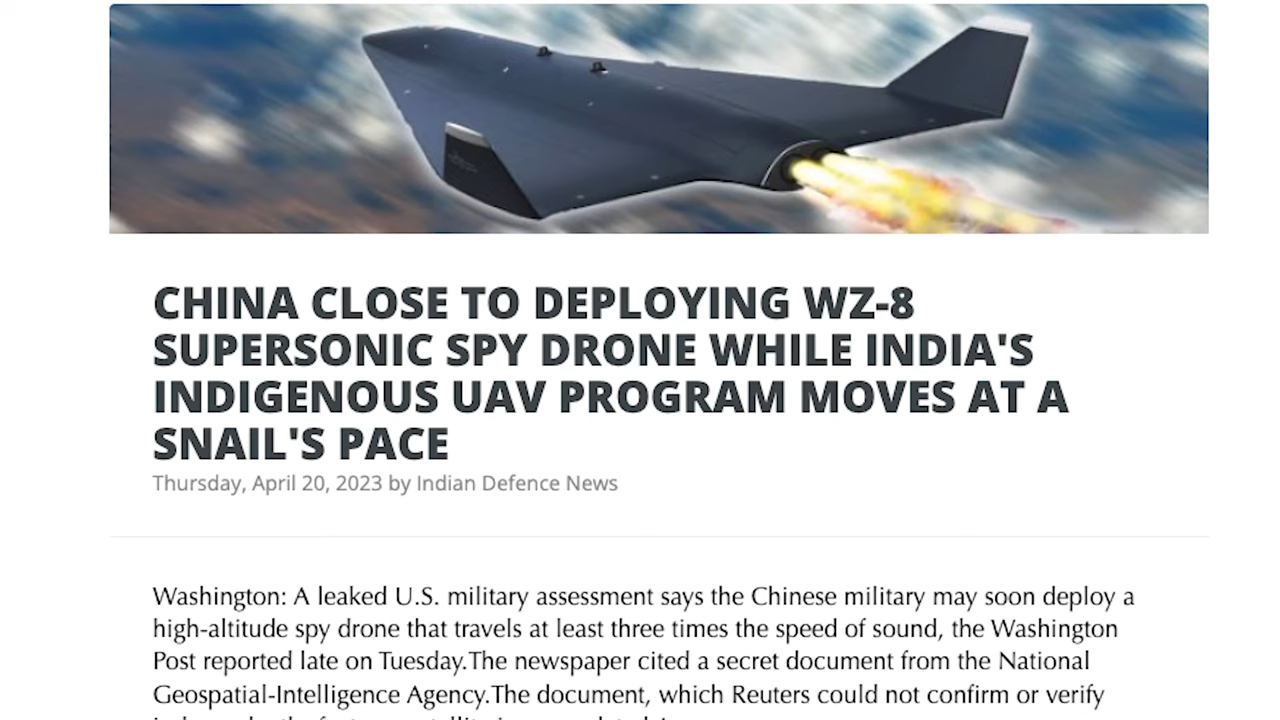 CHINA CLOSE TO DEPLOYING WZ-8
SUPERSONIC SPY DRONE WHILE INDIA'S
INDIGENOUS UAV PROGRAM MOVES AT A
SNAIL'S PACE
Thursday, April 20, 2023 by Indian Defence News
Washington: A leaked U.S. military assessment says the Chinese military may soon deploy a
high-altitude spy drone that travels at least three times the speed of sound, the Washington
Post reported late on Tuesday.The newspaper cited a secret document from the National
Geospatial-Intelligence Agency.The document, which Reuters could not confirm or verify